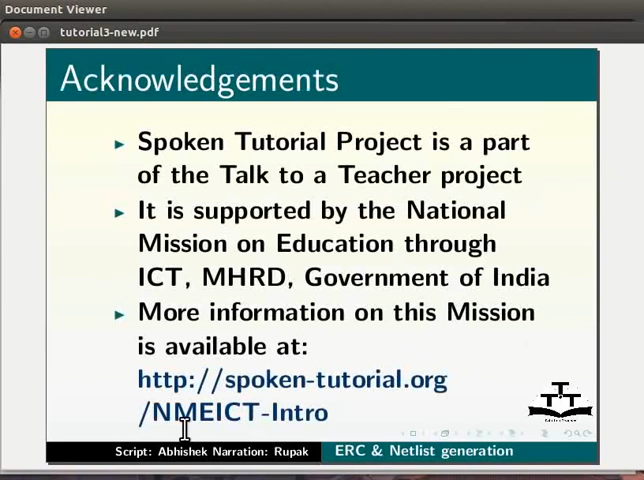 Document Viewer
tutorial3-new.pdf
Acknowledgements
Spoken Tutorial Project is a part
of the Talk to a Teacher project
It is supported by the National
Mission on Education through
ICT, MHRD, Government of India
More information on this Mission
is available at:
http://spoken-tutorial.org
/NMEICT-Intro
Script: Abhishek Narration: Rupak
ERC & Netlist generation